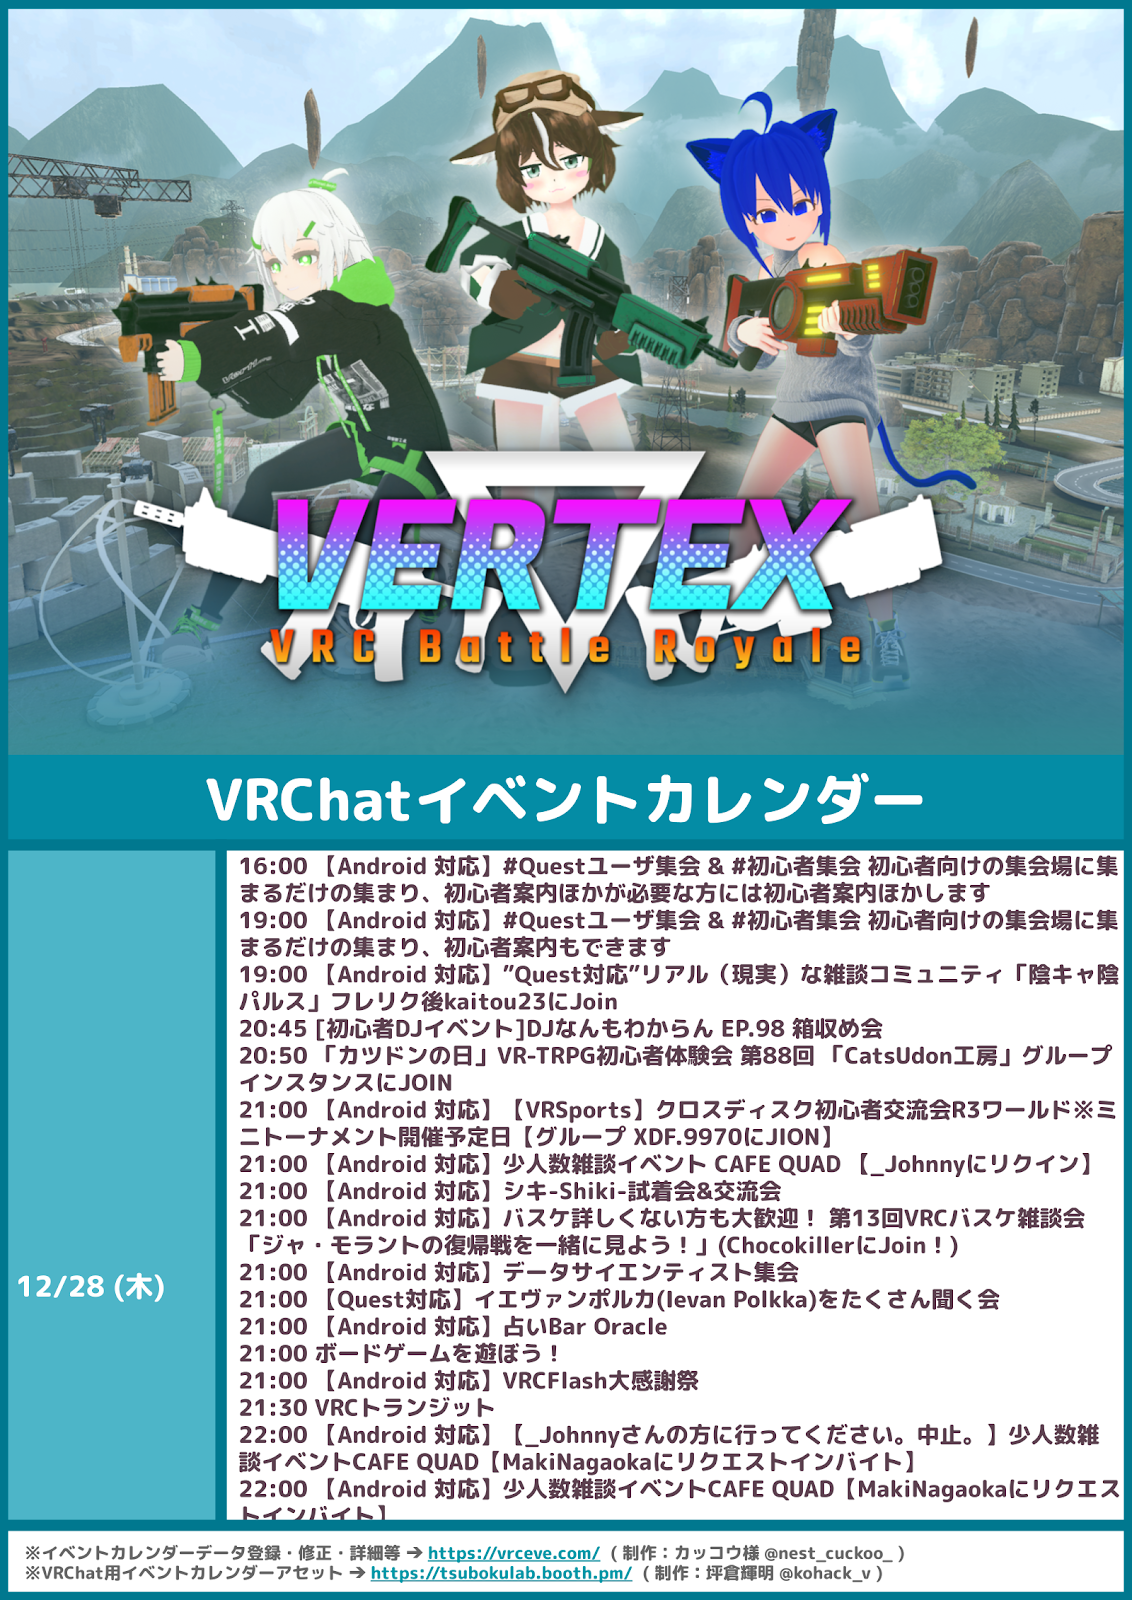 VERTEX
VRC Battle Royale
VRChatイベントカレンダー
12/28 (木)
16:00 【Android 対応】#Questユーザ集会 & #初心者集会 初心者向けの集会場に集
まるだけの集まり、初心者案内ほかが必要な方には初心者案内ほかします
19:00 【Android 対応】#Questユーザ集会 & #初心者集会 初心者向けの集会場に集
まるだけの集まり、初心者案内もできます
19:00 【Android 対応】”Quest対応”リアル（現実）な雑談コミュニティ「陰キャ陰
パルス」フレリク後kaitou23にJoin
20:45 [初心者DJイベント]DJなんもわからん EP.98 箱収め会
20:50 「カツドンの日」VR-TRPG初心者体験会 第88回 「CatsUdon工房」グループ
インスタンスにJOIN
21:00 【Android 対応】【VRSports】クロスディスク初心者交流会R3ワールド※ミ
ニトーナメント開催予定日【グループ XDF.9970にJION】
21:00 【Android 対応】少人数雑談イベント CAFE QUAD 【_Johnnyにリクイン】
21:00 【Android 対応】シキ-Shiki-試着会&交流会
21:00 【Android 対応】バスケ詳しくない方も大歓迎！ 第13回VRCバスケ雑談会
「ジャ・モラントの復帰戦を一緒に見よう！」(ChocokillerにJoin！)
21:00 【Android 対応】データサイエンティスト集会
21:00 【Quest対応】イエヴァンポルカ(Ievan Polkka)をたくさん聞く会
21:00 【Android 対応】占いBar Oracle
21:00 ボードゲームを遊ぼう！
21:00 【Android 対応】VRCFlash大感謝祭
21:30 VRCトランジット
22:00 【Android 対応】【_Johnnyさんの方に行ってください。中止。】少人数雑
談イベントCAFE QUAD【MakiNagaokaにリクエストインバイト】
22:00 【Android 対応】少人数雑談イベントCAFE QUAD【MakiNagaokaにリクエス
トインバイト】
※イベントカレンダーデータ登録・修正・詳細等 ➔ https://vrceve.com/ ( 制作：カッコウ様 @nest_cuckoo_ )
※VRChat用イベントカレンダーアセット ➔ https://tsubokulab.booth.pm/ ( 制作：坪倉輝明 @kohack_v )